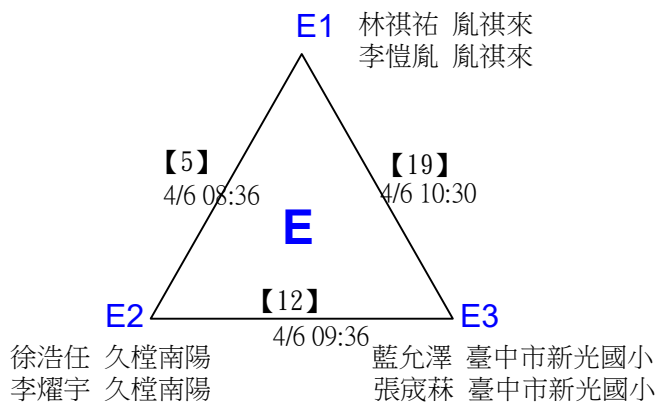 E1 林祺祐 胤祺來
李愷胤 胤祺來
【5】
4/6 08:36
【19】
4/6 10:30
E
【12】
4/6 09:36
E2
E3
徐浩任 久樘南陽
李燿宇 久樘南陽
藍允澤 臺中市新光國小
張宬菻 臺中市新光國小